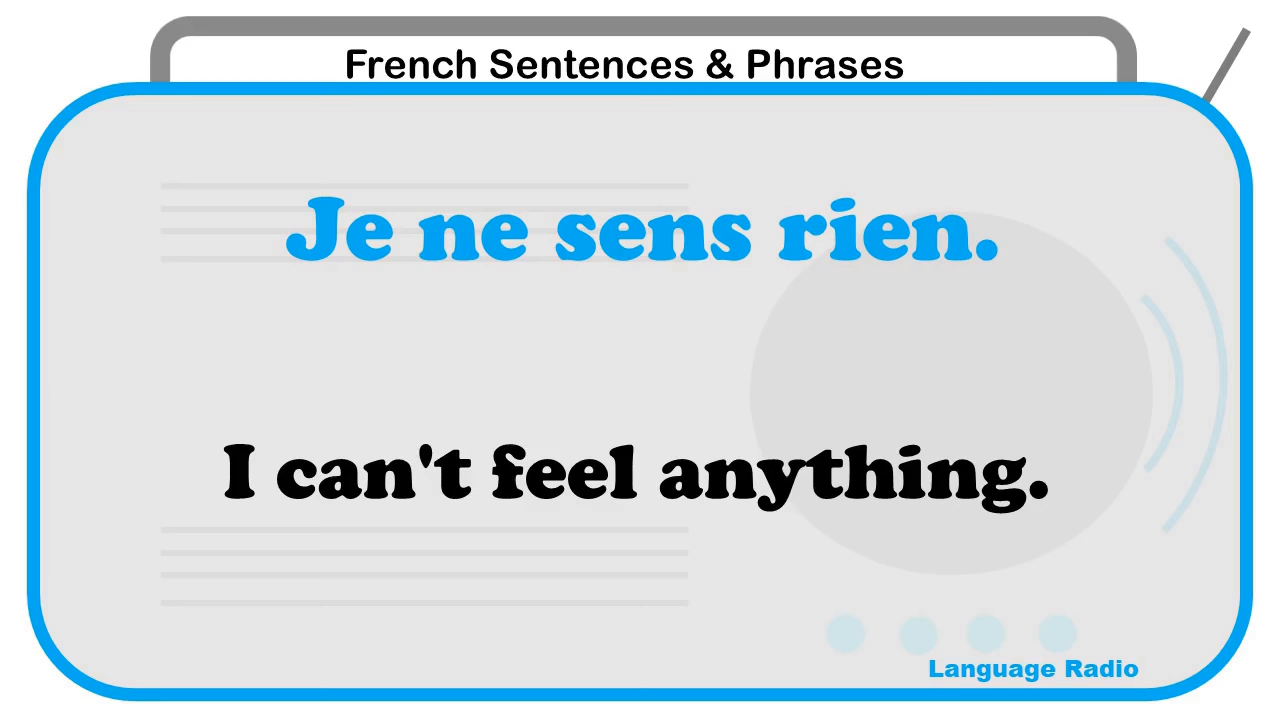 French Sentences & Phrases
Je ne sens rien.
I can't feel anything.
Language Radio